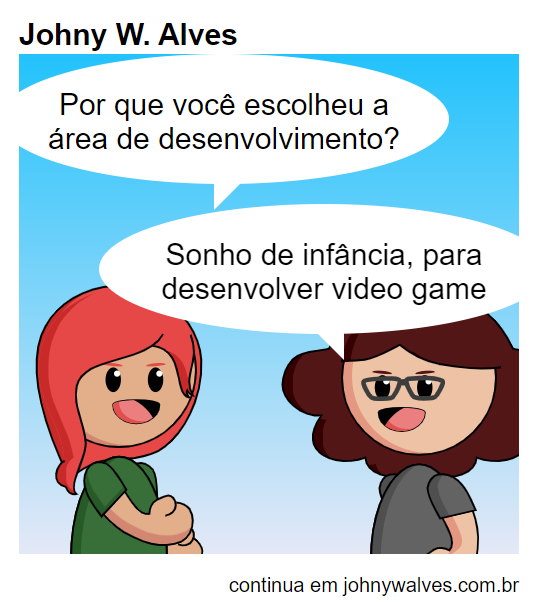 Johny W. Alves
Por que você escolheu a
área de desenvolvimento?
Sonho de infância, para
desenvolver video game
continua em johnywalves.com.br